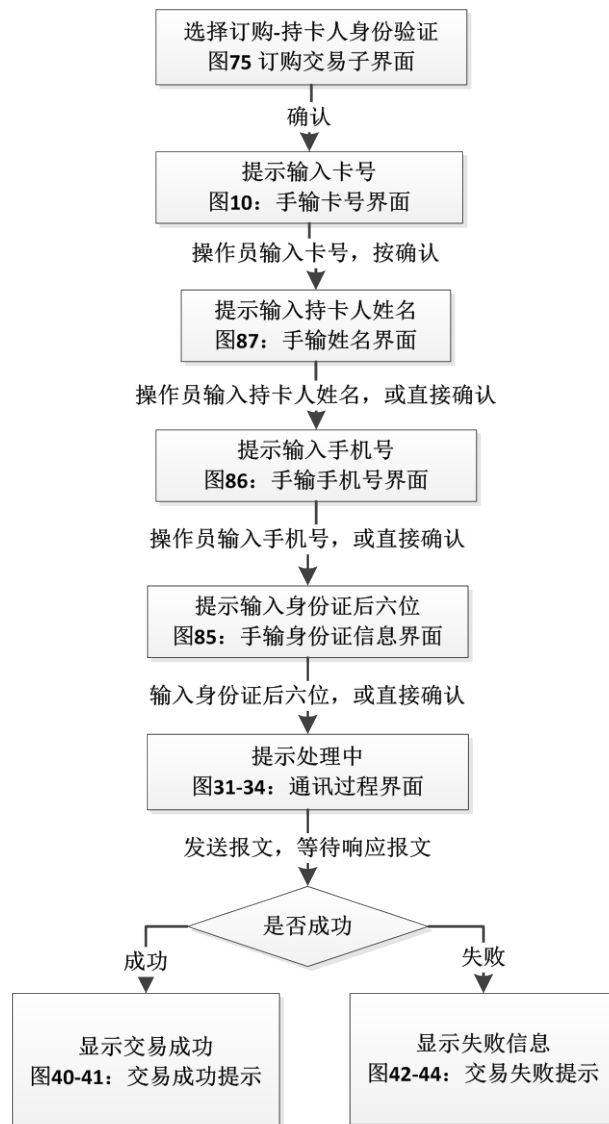 选择订购-持卡人身份验证
图75 订购交易子界面
确认
提示输入卡号
图10：手输卡号界面
操作员输入卡号，按确认
提示输入持卡人姓名
图87：手输姓名界面
操作员输入持卡人姓名，或直接确认
提示输入手机号
图86：手输手机号界面
操作员输入手机号，或直接确认
提示输入身份证后六位
图85：手输身份证信息界面
输入身份证后六位，或直接确认
提示处理中
图31-34：通讯过程界面
发送报文，等待响应报文
是否成功
成功
失败
显示交易成功
图40-41：交易成功提示
显示失败信息
图42-44：交易失败提示